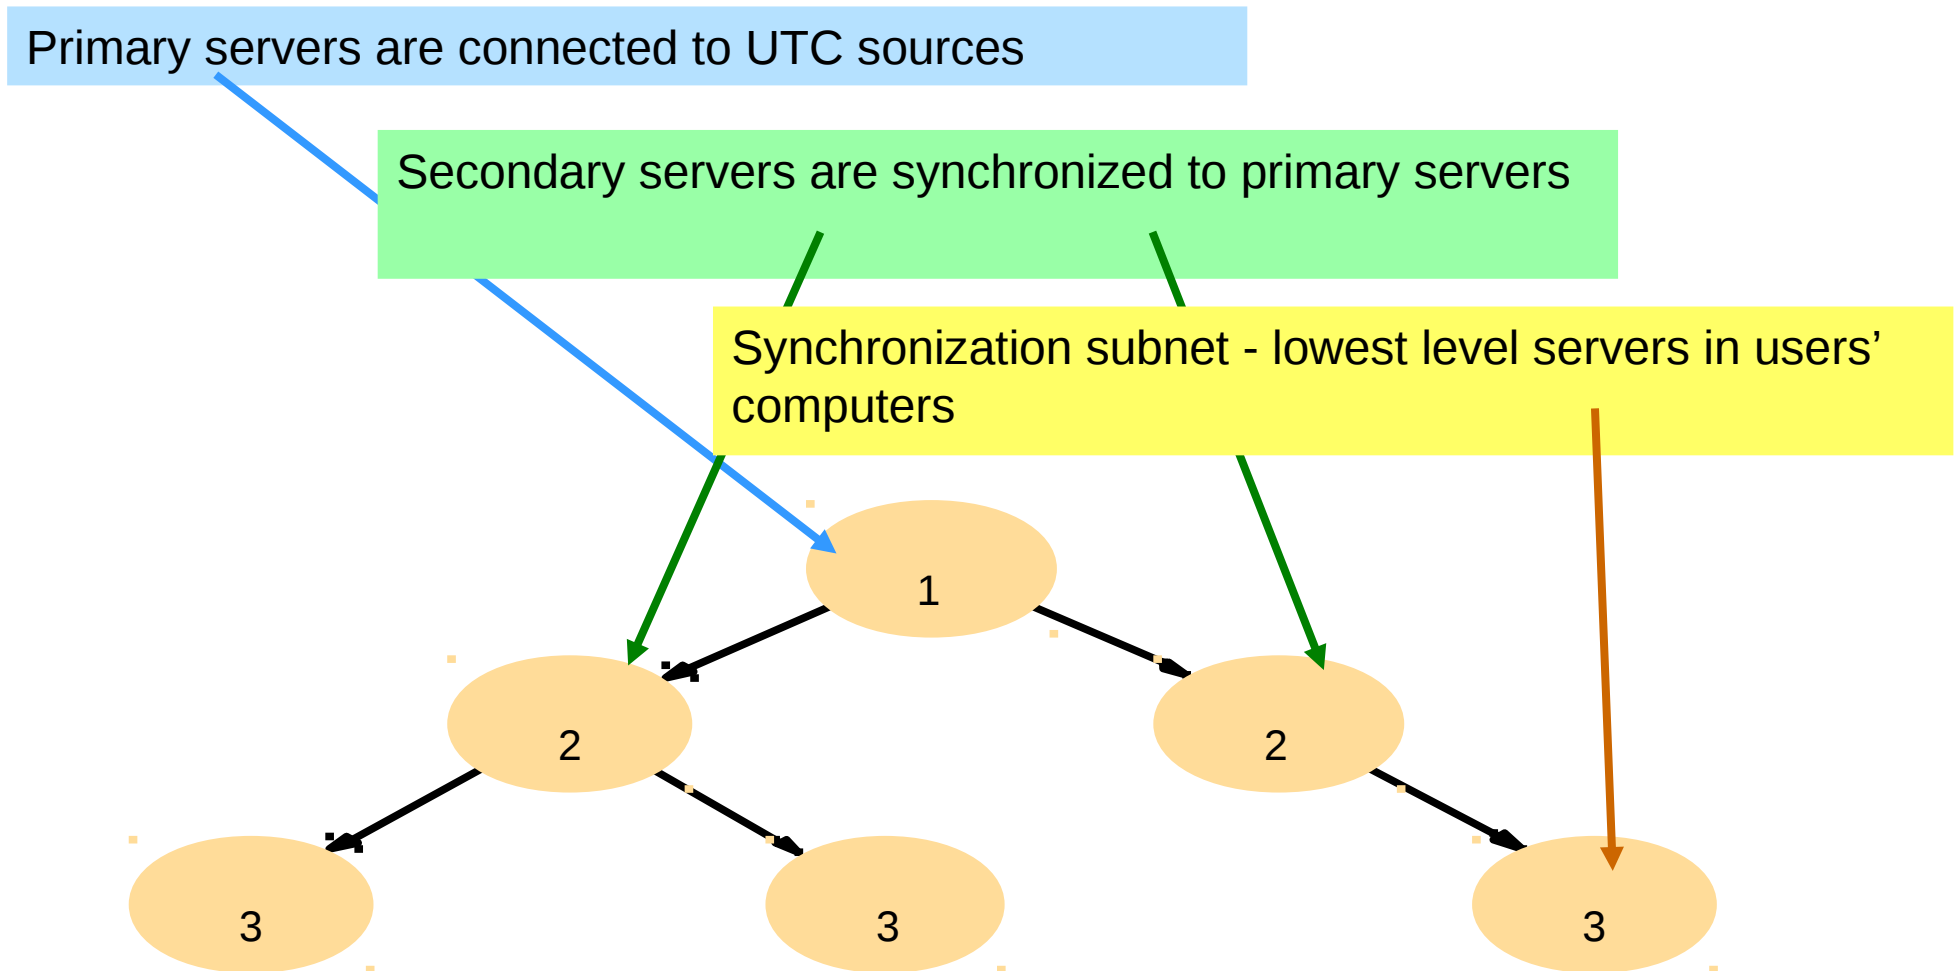 Primary servers are connected to UTC sources
Secondary servers are synchronized to primary servers
Synchronization subnet - lowest level servers in users’
computers
1
2
2
3
3
3